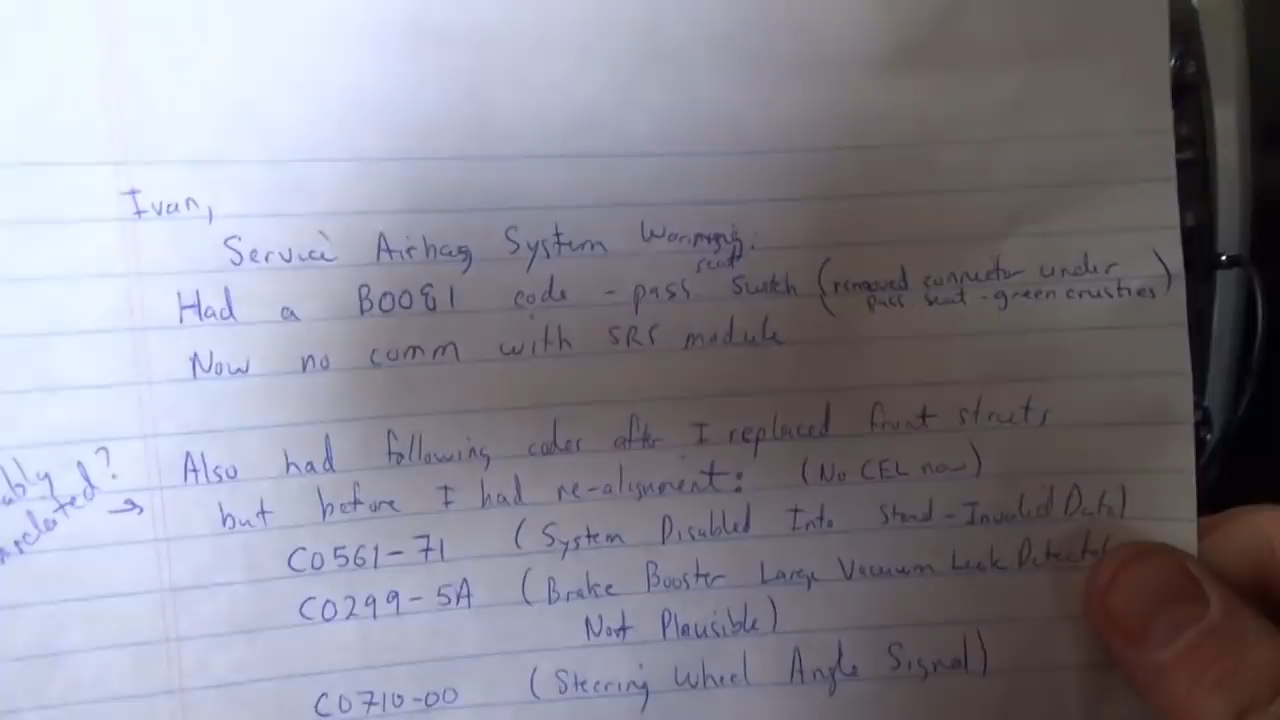 Ivan,
Service Airbag System Warning.
Had a B0081 code - pass seat switch (removed connector under pass seat - green crusties)
Now no comm with SRS module
Also had following codes after I replaced front struts,
but before I had re-alignment: (No CEL now)
C0561-71 (System Disabled Info Stored - Invalid Data)
C0299-5A (Brake Booster Large Vacuum Leak Detected
Not Plausible)
C0710-00 (Steering Wheel Angle Signal)